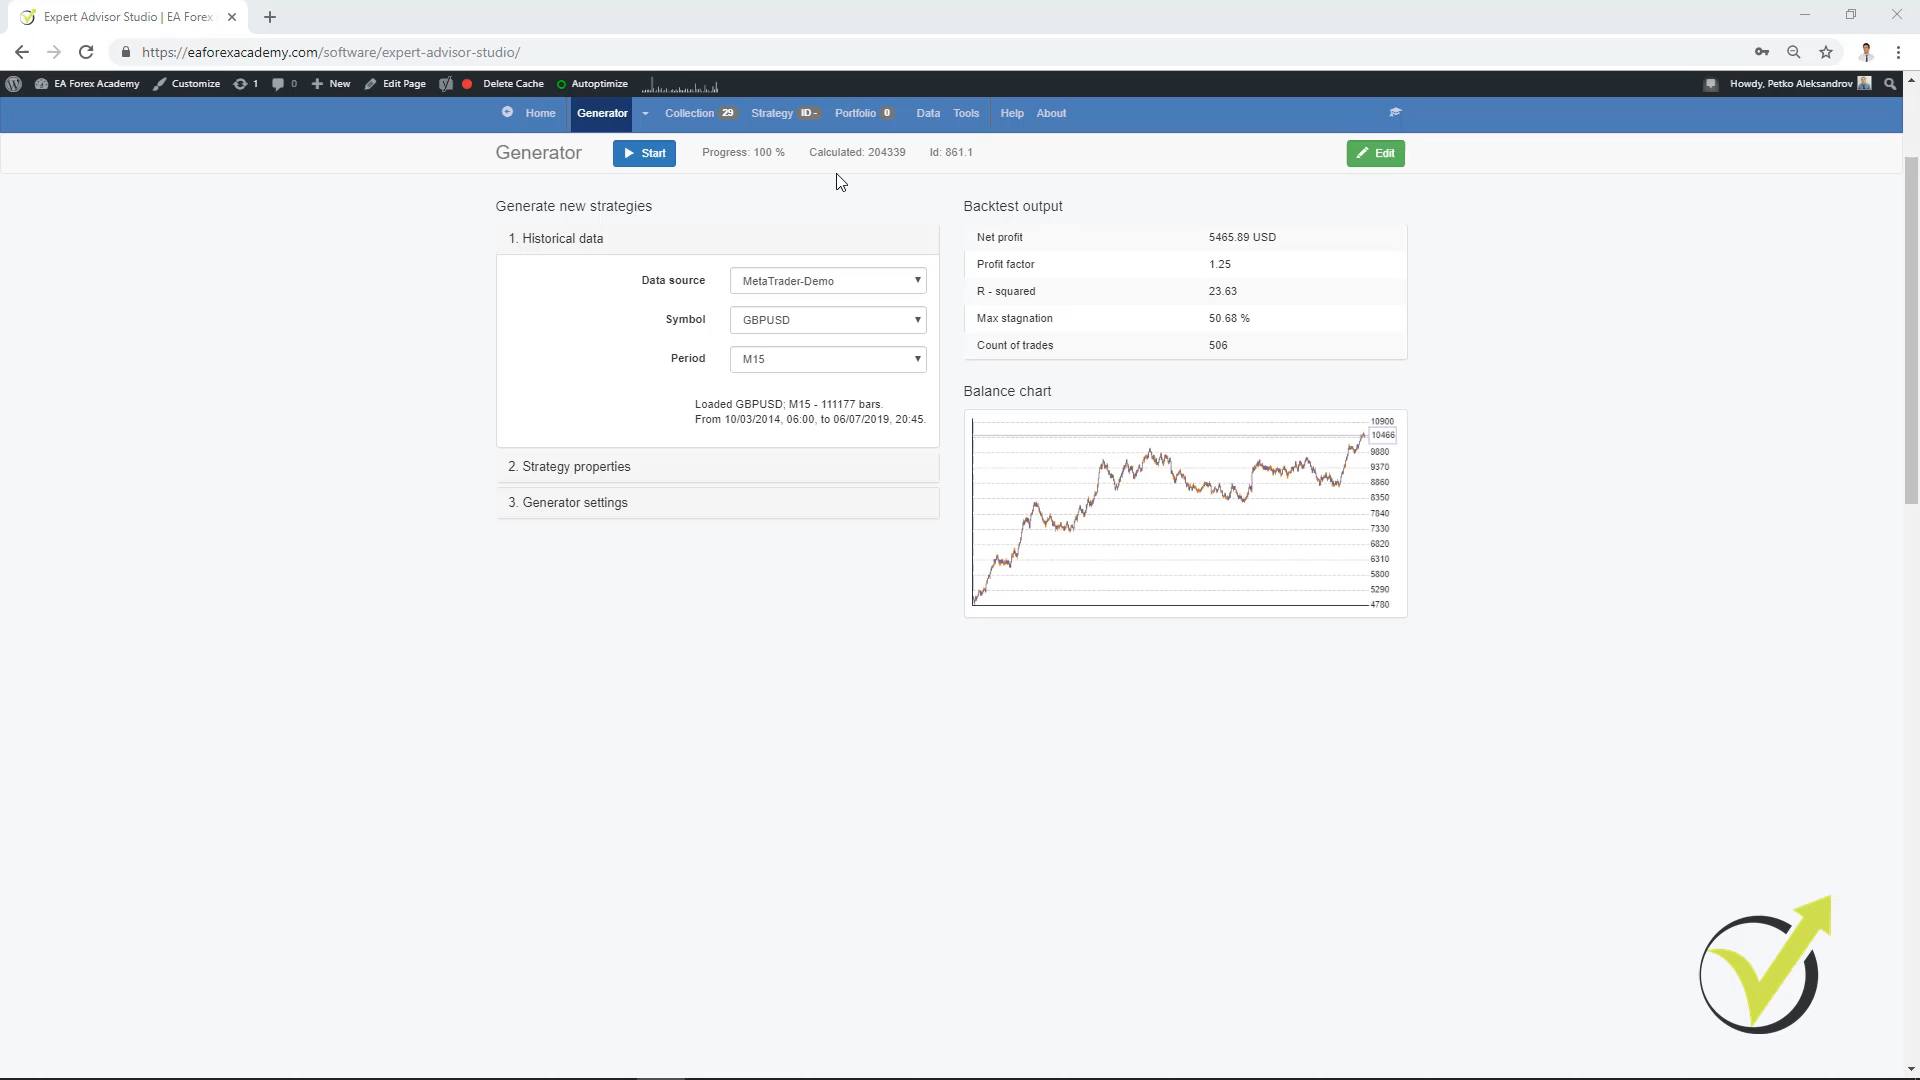 Expert Advisor Studio | EA Forex
https://eaforexacademy.com/software/expert-advisor-studio/
EA Forex Academy Customize 1 0 New Edit Page Delete Cache Autoptimize Howdy, Petko Aleksandrov
Home Generator Collection 29 Strategy ID - Portfolio 0 Data Tools Help About
Generator Start Progress: 100 % Calculated: 204339 Id: 861.1 Edit
Generate new strategies
1. Historical data
Data source MetaTrader-Demo
Symbol GBPUSD
Period M15
Loaded GBPUSD; M15 - 111177 bars.
From 10/03/2014, 06:00, to 06/07/2019, 20:45.
2. Strategy properties
3. Generator settings
Backtest output
Net profit 5465.89 USD
Profit factor 1.25
R - squared 23.63
Max stagnation 50.68 %
Count of trades 506
Balance chart
10900
10466
9880
9370
8860
8350
7840
7330
6820
6310
5800
5290
4780